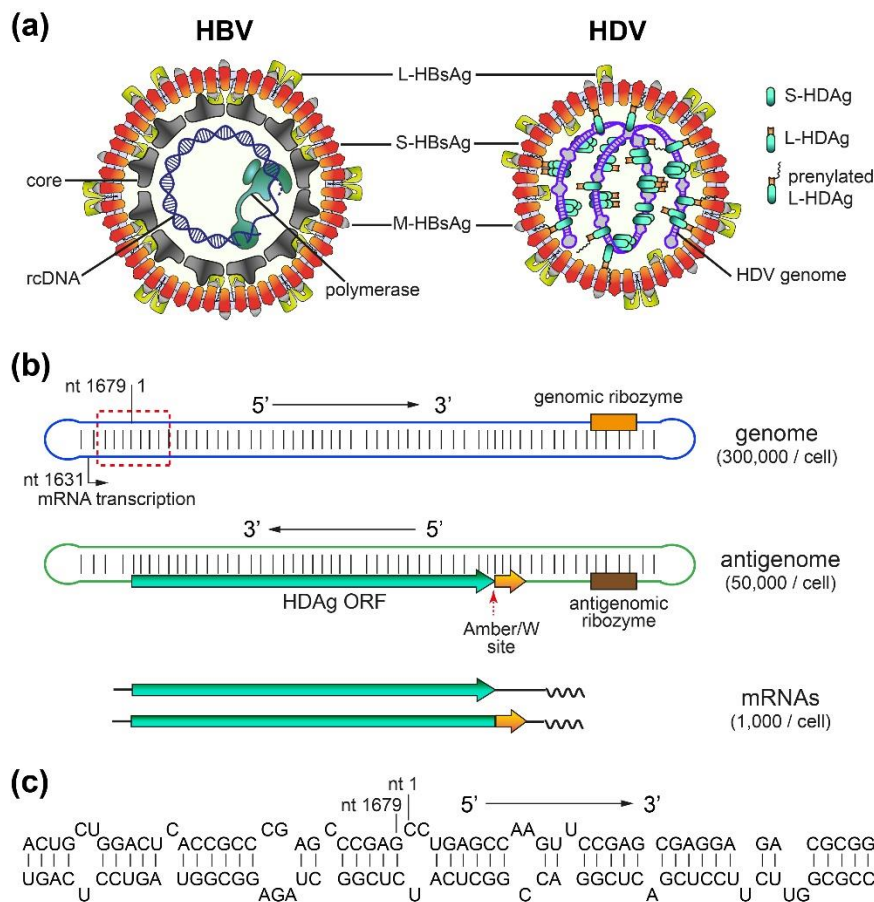 (a)
HBV
HDV
L-HBsAg
S-HBsAg
M-HBsAg
core
rcDNA
polymerase
S-HDAg
L-HDAg
prenylated
L-HDAg
HDV genome
(b)
nt 1679 1
5’ 3’
genomic ribozyme
genome
(300,000 / cell)
nt 1631
mRNA transcription
3’ 5’
antigenome
(50,000 / cell)
HDAg ORF
Amber/W
site
antigenomic
ribozyme
mRNAs
(1,000 / cell)
(c)
nt 1
nt 1679
5’ 3’
CU C CG C CC AA U
ACUG GGACU ACCGCC AG CCGAG UGAGCC GU CCGAG CGAGGA GA CGCGG
UGAC CCUGA UGGCGG UC GGCUC ACUCGG CA GGCUC GCUCCU CU GCGCC
U AGA U C A U UG